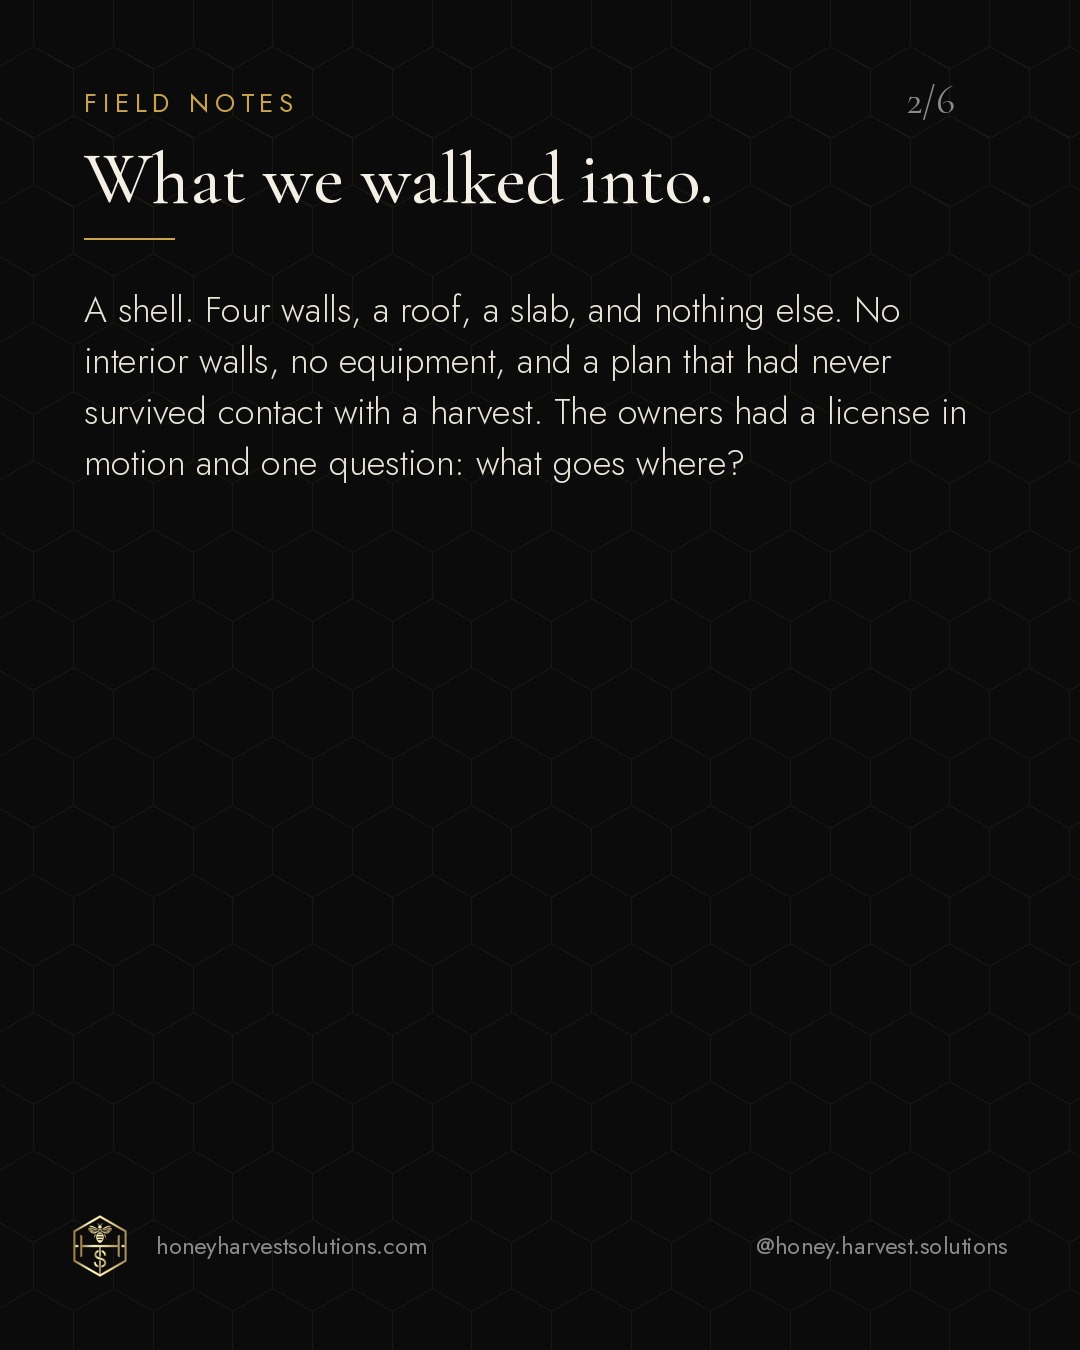 FIELD NOTES
2/6
What we walked into.
A shell. Four walls, a roof, a slab, and nothing else. No
interior walls, no equipment, and a plan that had never
survived contact with a harvest. The owners had a license in
motion and one question: what goes where?
H $
honeyharvestsolutions.com
@honey.harvest.solutions